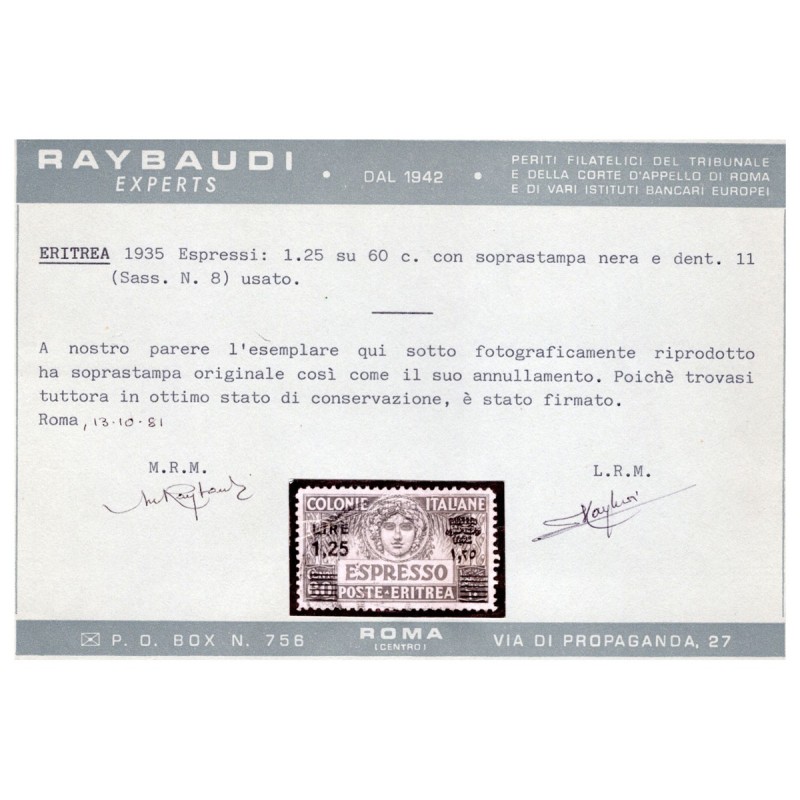 RAYBAUDI
EXPERTS
• DAL 1942 •
PERITI FILATELICI DEL TRIBUNALE
E DELLA CORTE D'APPELLO DI ROMA
E DI VARI ISTITUTI BANCARI EUROPEI
ERITREA 1935 Espressi: 1.25 su 60 c. con soprastampa nera e dent. 11
(Sass. N. 8) usato.
A nostro parere l'esemplare qui sotto fotograficamente riprodotto
ha soprastampa originale così come il suo annullamento. Poichè trovasi
tuttora in ottimo stato di conservazione, è stato firmato.
Roma, 13.10.81
M.R.M.
L.R.M.
COLONIE ITALIANE
LIRE
1,25
١,٢٥
ESPRESSO
POSTE ERITREA
P. O. BOX N. 756
ROMA
(CENTRO)
VIA DI PROPAGANDA, 27